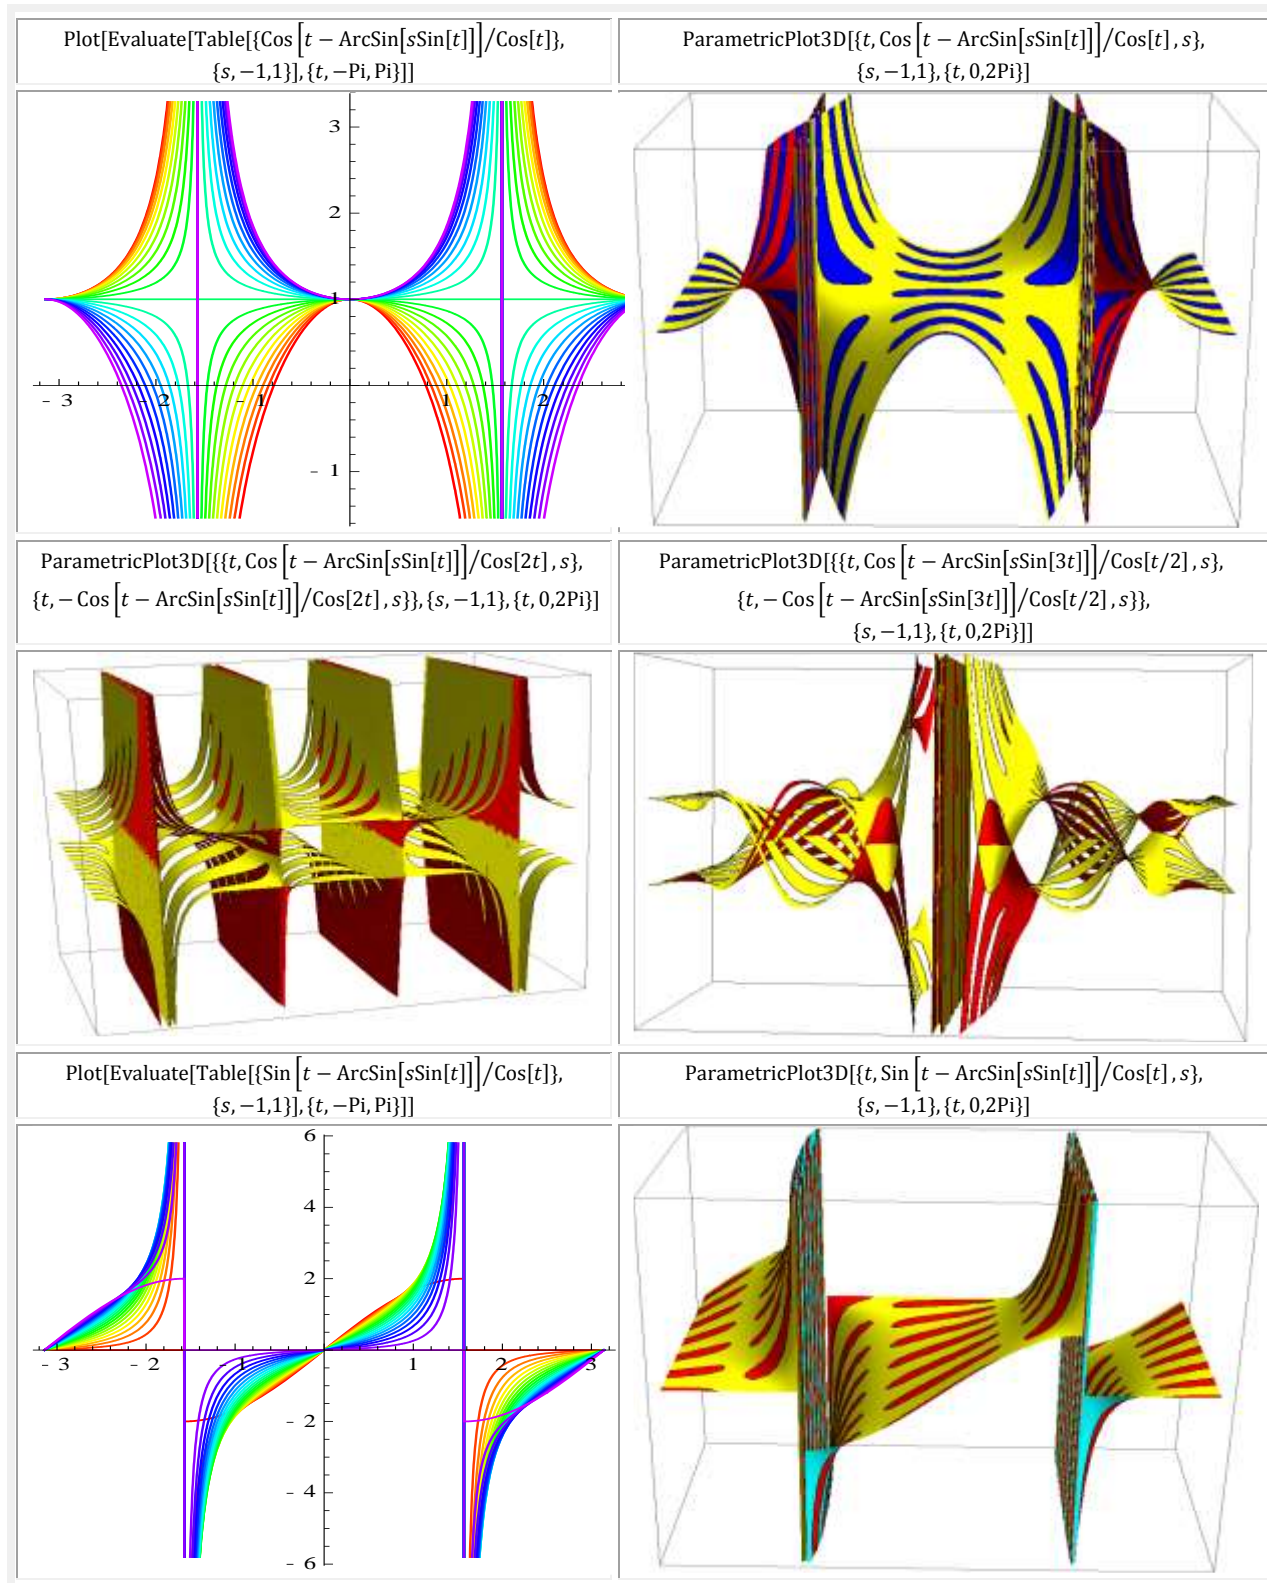 Plot[Evaluate[Table[{Cos[t − ArcSin[sSin[t]]]/Cos[t]},
{s, −1,1}], {t, −Pi, Pi}]]
ParametricPlot3D[{t, Cos[t − ArcSin[sSin[t]]]/Cos[t] , s},
{s, −1,1}, {t, 0,2Pi}]
3
2
1
- 3
- 2
- 1
1
2
- 1
ParametricPlot3D[{{t, Cos[t − ArcSin[sSin[t]]]/Cos[2t] , s},
{t, − Cos[t − ArcSin[sSin[t]]]/Cos[2t] , s}}, {s, −1,1}, {t, 0,2Pi}]
ParametricPlot3D[{{t, Cos[t − ArcSin[sSin[3t]]]/Cos[t/2] , s},
{t, − Cos[t − ArcSin[sSin[3t]]]/Cos[t/2] , s}},
{s, −1,1}, {t, 0,2Pi}]]
Plot[Evaluate[Table[{Sin[t − ArcSin[sSin[t]]]/Cos[t]},
{s, −1,1}], {t, −Pi, Pi}]]
ParametricPlot3D[{t, Sin[t − ArcSin[sSin[t]]]/Cos[t] , s},
{s, −1,1}, {t, 0,2Pi}]
6
4
2
- 3
- 2
- 1
1
2
3
- 2
- 4
- 6